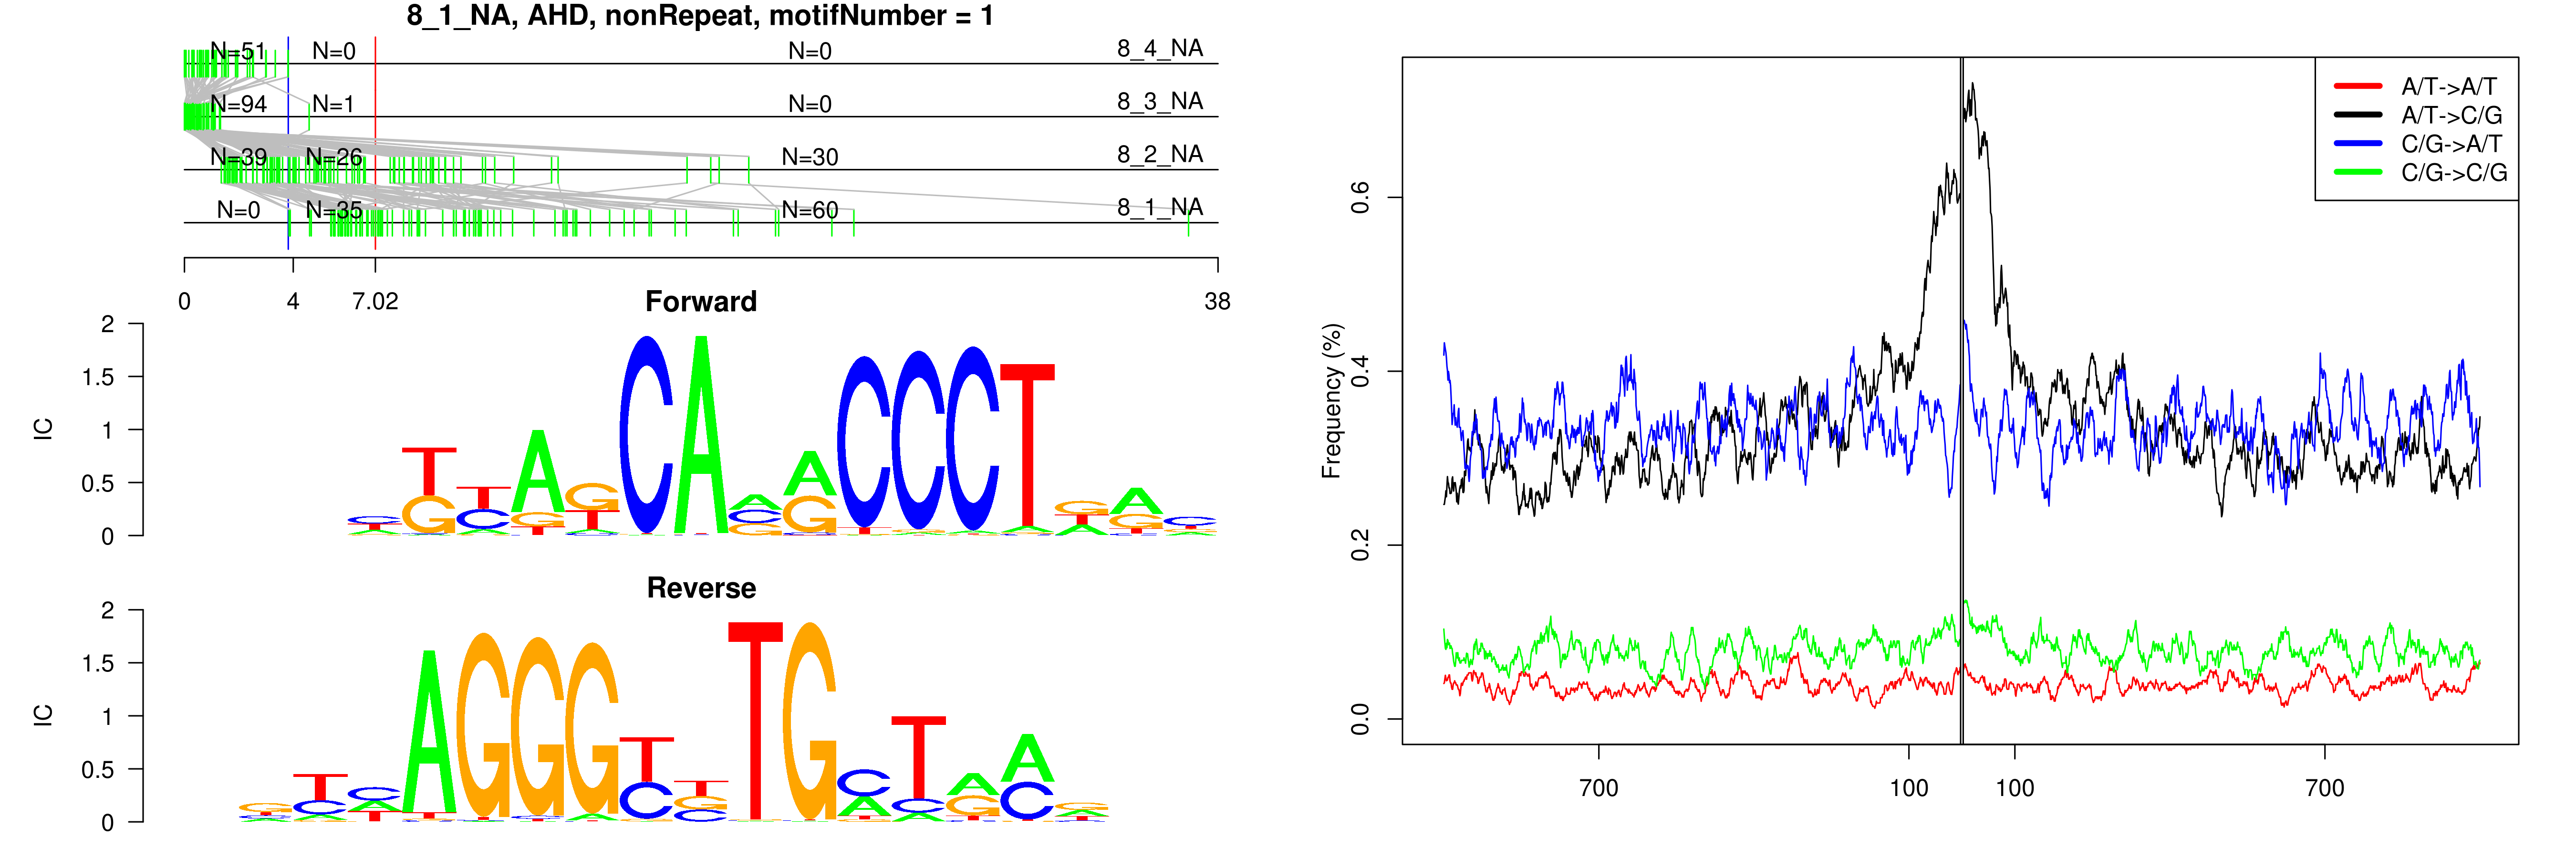 8_1_NA, AHD, nonRepeat, motifNumber = 1
N=51 N=0 N=0 8_4_NA
N=94 N=1 N=0 8_3_NA
N=39 N=26 N=30 8_2_NA
N=0 N=35 N=60 8_1_NA
0 4 7.02 38
Forward
IC
2
1.5
1
0.5
0
Reverse
IC
2
1.5
1
0.5
0
A/T->A/T
A/T->C/G
C/G->A/T
C/G->C/G
Frequency (%)
0.6
0.4
0.2
0.0
700 100 100 700